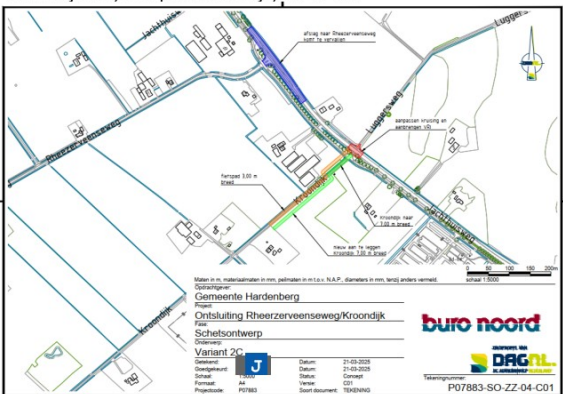 Jachthuisweg
Luggersweg
afslag naar Rheezerveenseweg
komt te vervallen
Luggersweg
aanpassen kruising en
aanbrengen VRI
Rheezerveenseweg
fietspad 3,00 m
breed
Kroondijk
kroondijk naar
7,00 m breed
Jachthuisweg
nieuw aan te leggen
kroondijk 7,00 m breed
Kroondijk
0 50 100 150 200m
schaal 1:5000
Maten in m, materiaalmaten in mm, peilmaten in m t.o.v. N.A.P., diameters in mm, tenzij anders vermeld.
Opdrachtgever:
Gemeente Hardenberg
Project:
Ontsluiting Rheerzerveenseweg/Kroondijk
Fase:
Schetsontwerp
Onderwerp:
Variant 2C
Getekend: Datum: 21-03-2025
Goedgekeurd: J Datum: 21-03-2025
Schaal: 1:5000 Status: Concept
Formaat: A4 Versie: C01
Projectcode: P07883 Soort document: TEKENING
buro noord
DAGNL.
Tekeningnummer:
P07883-SO-ZZ-04-C01